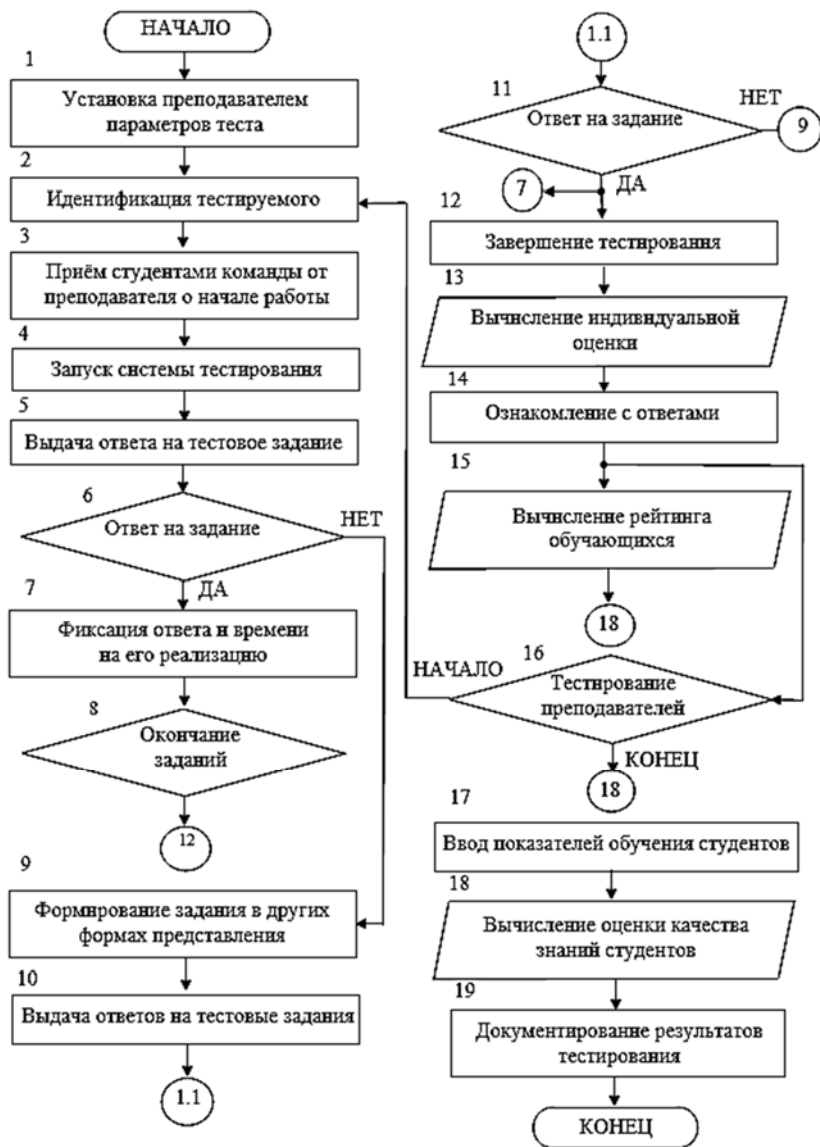 НАЧАЛО
1
Установка преподавателем
параметров теста
2
Идентификация тестируемого
3
Приём студентами команды от
преподавателя о начале работы
4
Запуск системы тестирования
5
Выдача ответа на тестовое задание
6
Ответ на задание
НЕТ
ДА
7
Фиксация ответа и времени
на его реализацию
8
Окончание
заданий
12
9
Формирование задания в других
формах представления
10
Выдача ответов на тестовые задания
1.1
1.1
11
Ответ на задание
НЕТ
9
7
ДА
12
Завершение тестирования
13
Вычисление индивидуальной
оценки
14
Ознакомление с ответами
15
Вычисление рейтинга
обучающихся
18
16
НАЧАЛО
Тестирование
преподавателей
КОНЕЦ
18
17
Ввод показателей обучения студентов
18
Вычисление оценки качества
знаний студентов
19
Документирование результатов
тестирования
КОНЕЦ